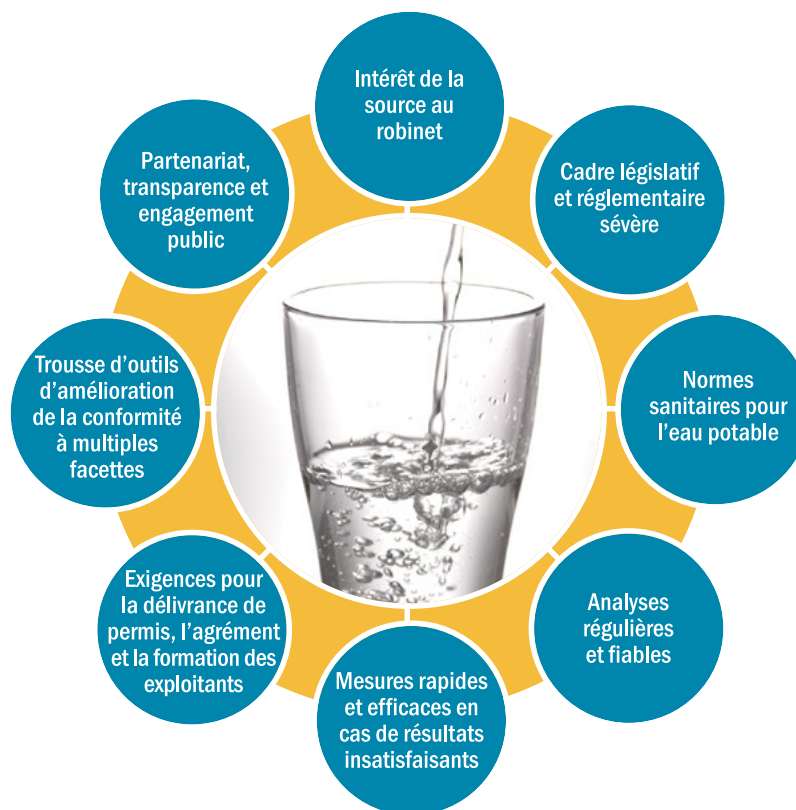 Intérêt de la
source au
robinet
Cadre législatif
et réglementaire
sévère
Normes
sanitaires pour
l'eau potable
Analyses
régulières
et fiables
Mesures rapides
et efficaces en
cas de résultats
insatisfaisants
Exigences pour
la délivrance de
permis, l'agrément
et la formation des
exploitants
Trousse d'outils
d'amélioration
de la conformité
à multiples
facettes
Partenariat,
transparence et
engagement
public